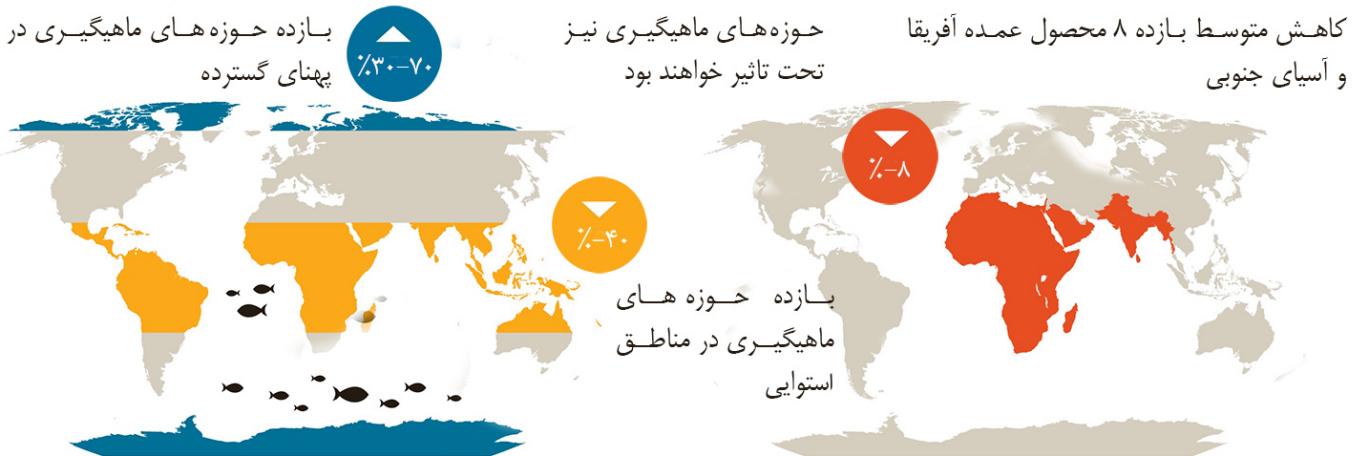 کاهش متوسط بازده ۸ محصول عمده آفریقا
و آسیای جنوبی
٪-۸
حوزه‌های ماهیگیری نیز
تحت تاثیر خواهند بود
بازده حوزه‌های ماهیگیری در
پهنای گسترده
٪۳۰-۷۰
٪-۴۰
بازده حوزه های
ماهیگیری در مناطق
استوایی